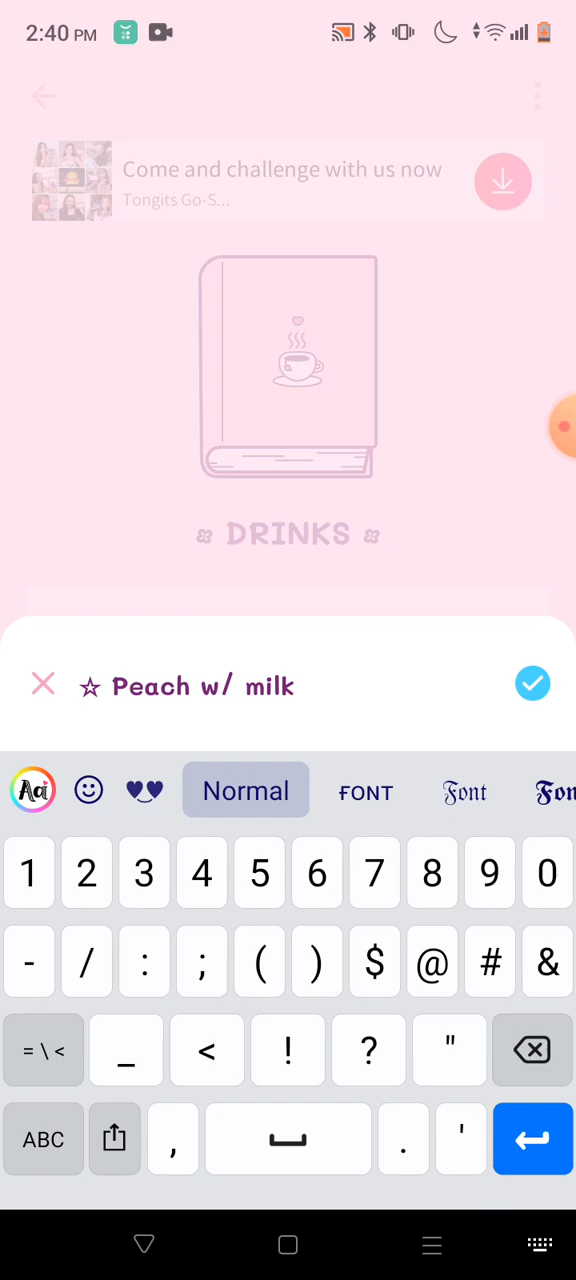 2:40 PM
Come and challenge with us now
Tongits Go-S...
DRINKS
☆ Peach w/ milk
Aa Normal FONT 𝔉𝔬𝔫𝔱 𝕱𝖔𝖓
1 2 3 4 5 6 7 8 9 0
- / : ; ( ) $ @ # &
= \ < _ < ! ? " 
ABC , . '